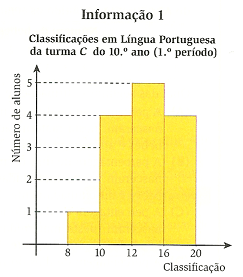 Informação 1
Classificações em Língua Portuguesa
da turma C do 10.º ano (1.º período)
Número de alunos
5
4
3
2
1
8 10 12 16 20
Classificação